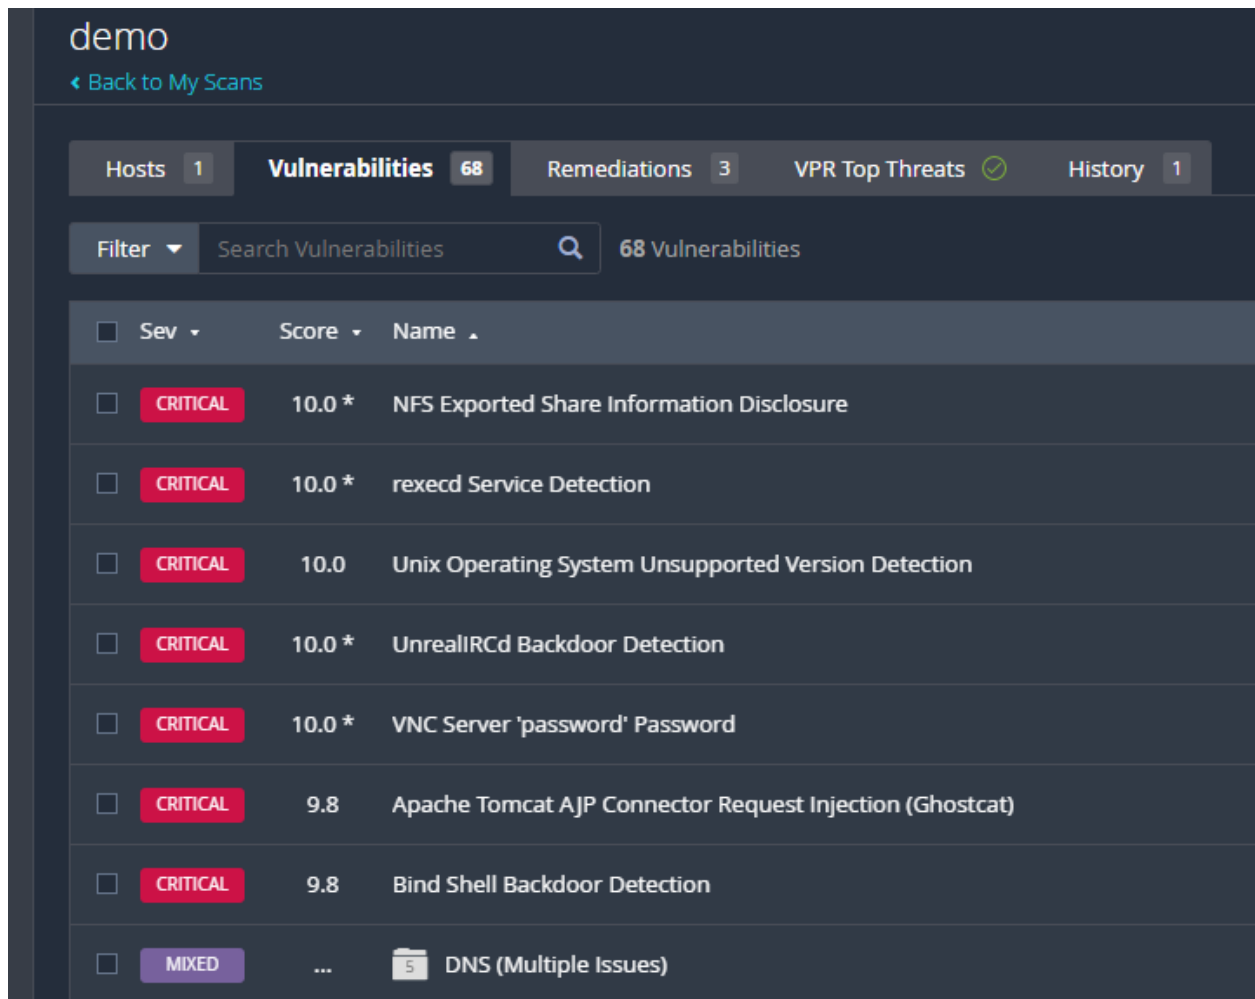 demo
Back to My Scans
Hosts 1 Vulnerabilities 68 Remediations 3 VPR Top Threats History 1
Filter Search Vulnerabilities 68 Vulnerabilities
Sev Score Name
CRITICAL 10.0 * NFS Exported Share Information Disclosure
CRITICAL 10.0 * rexecd Service Detection
CRITICAL 10.0 Unix Operating System Unsupported Version Detection
CRITICAL 10.0 * UnrealIRCd Backdoor Detection
CRITICAL 10.0 * VNC Server 'password' Password
CRITICAL 9.8 Apache Tomcat AJP Connector Request Injection (Ghostcat)
CRITICAL 9.8 Bind Shell Backdoor Detection
MIXED ... 5 DNS (Multiple Issues)